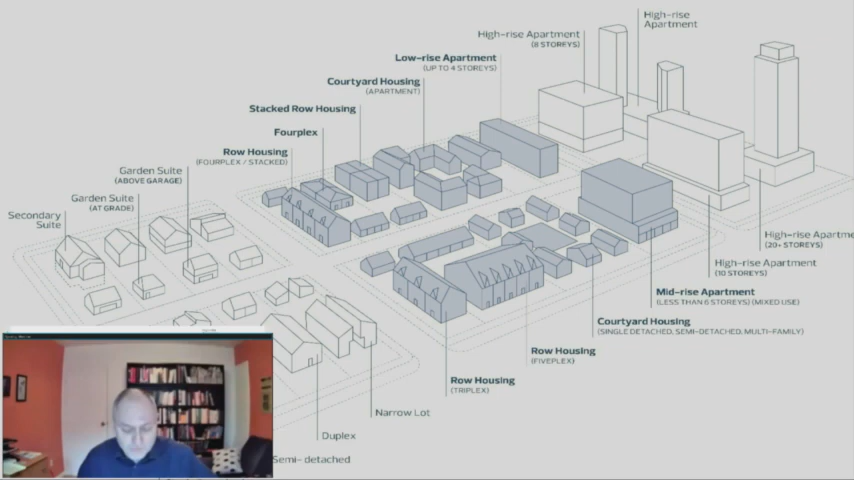 High-rise
Apartment
High-rise Apartment
(8 STOREYS)
Low-rise Apartment
(UP TO 4 STOREYS)
Courtyard Housing
(APARTMENT)
Stacked Row Housing
Fourplex
Row Housing
(FOURPLEX / STACKED)
Garden Suite
(ABOVE GARAGE)
Garden Suite
(AT GRADE)
Secondary
Suite
High-rise Apartme
(20+ STOREYS)
High-rise Apartment
(10 STOREYS)
Mid-rise Apartment
(LESS THAN 6 STOREYS) (MIXED USE)
Courtyard Housing
(SINGLE DETACHED, SEMI-DETACHED, MULTI-FAMILY)
Row Housing
(FIVEPLEX)
Row Housing
(TRIPLEX)
Narrow Lot
Duplex
Semi- detached